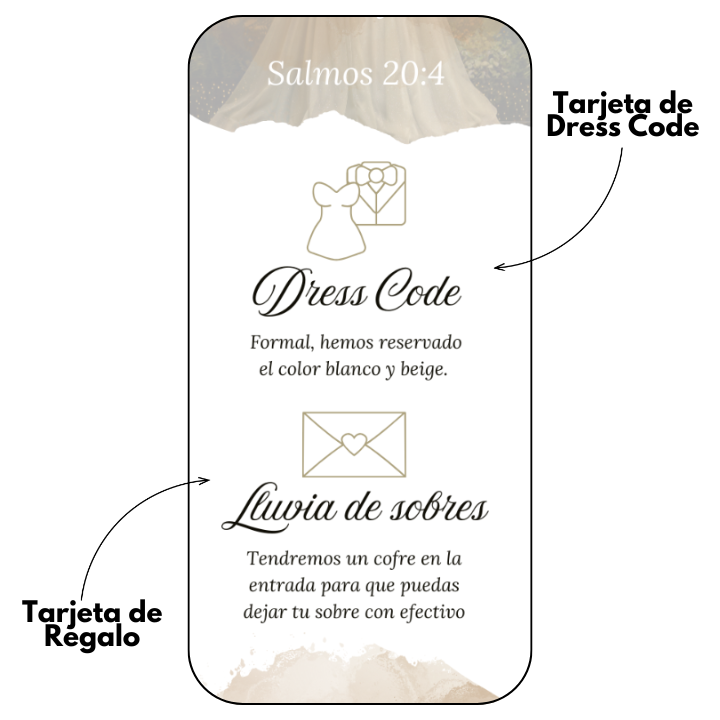 Salmos 20:4
Tarjeta de
Dress Code
Dress Code
Formal, hemos reservado
el color blanco y beige.
Lluvia de sobres
Tendremos un cofre en la
entrada para que puedas
dejar tu sobre con efectivo
Tarjeta de
Regalo